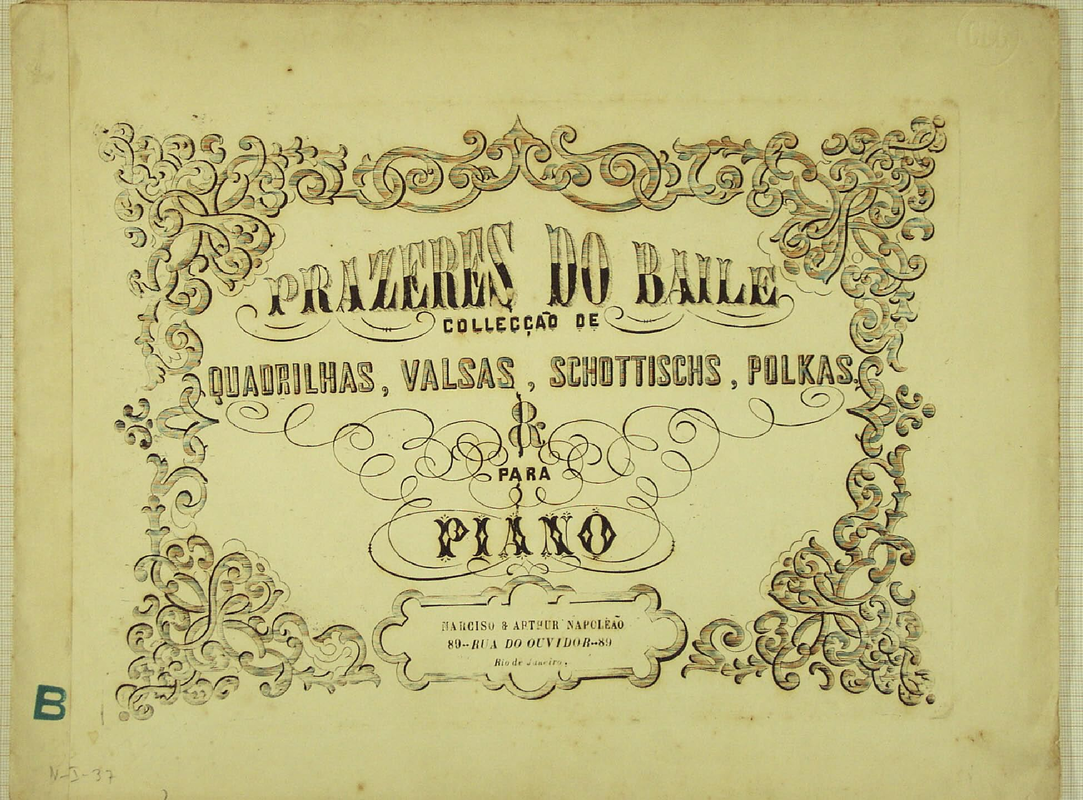 PRAZERES DO BAILE
COLLECÇÃO DE
QUADRILHAS, VALSAS, SCHOTTISCHS, POLKAS,
&
PARA
PIANO
NARCISO & ARTHUR NAPOLEÃO
89--RUA DO OUVIDOR--89
Rio de Janeiro.
B
N-I-37